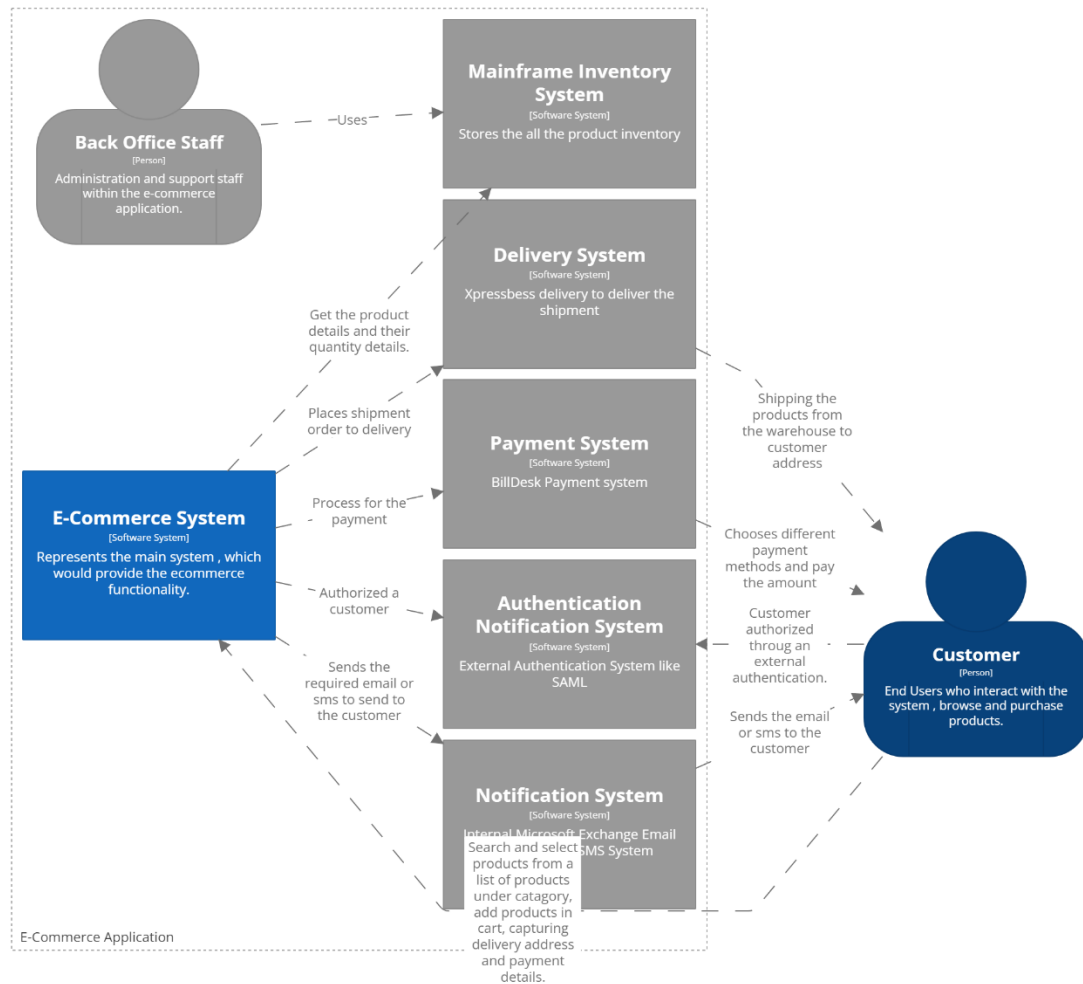 Back Office Staff
[Person]
Administration and support staff
within the e-commerce
application.
Uses
Mainframe Inventory
System
[Software System]
Stores the all the product inventory
Delivery System
[Software System]
Xpressbess delivery to deliver the
shipment
Get the product
details and their
quantity details.
Places shipment
order to delivery
Shipping the
products from
the warehouse to
customer
address
Payment System
[Software System]
BillDesk Payment system
E-Commerce System
[Software System]
Represents the main system , which
would provide the ecommerce
functionality.
Process for the
payment
Chooses different
payment
methods and pay
the amount
Authorized a
customer
Authentication
Notification System
[Software System]
External Authentication System like
SAML
Customer
authorized
throug an
external
authentication.
Customer
[Person]
End Users who interact with the
system , browse and purchase
products.
Sends the
required email or
sms to send to
the customer
Sends the email
or sms to the
customer
Notification System
[Software System]
Internal Microsoft Exchange Email
SMS System
Search and select
products from a
list of products
under catagory,
add products in
cart, capturing
delivery address
and payment
details.
E-Commerce Application